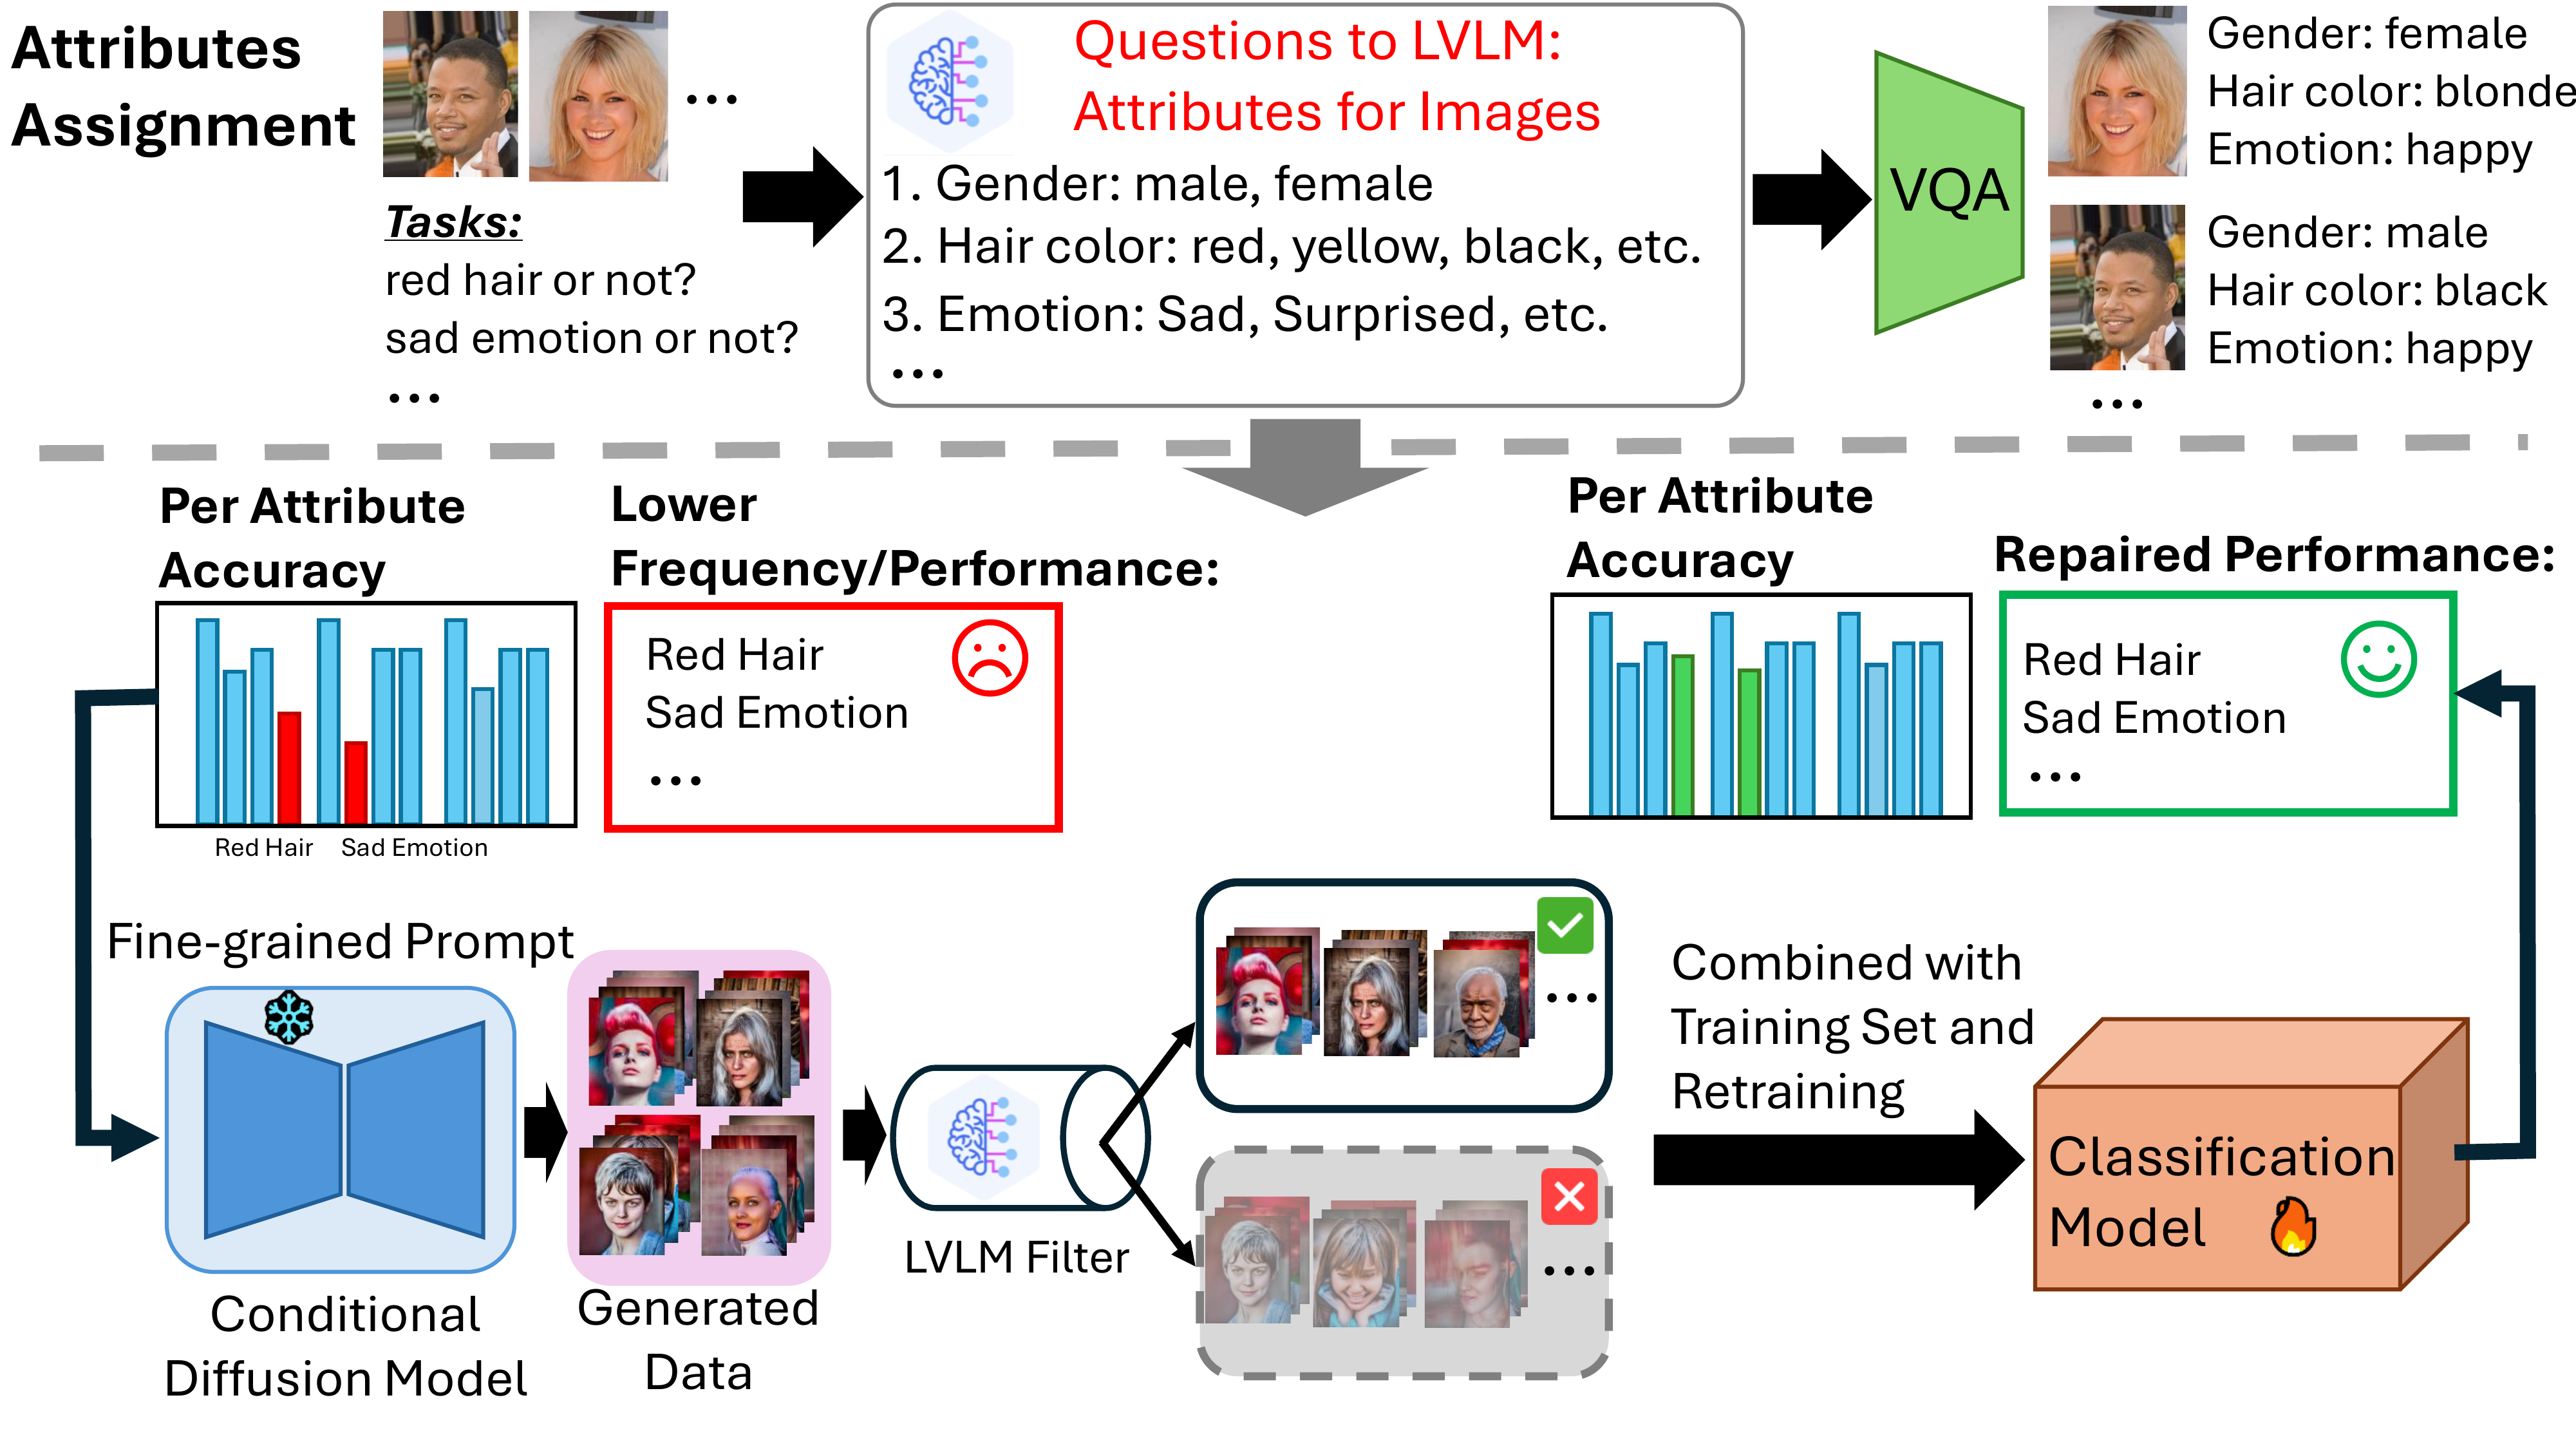 Attributes
Assignment
Tasks:
red hair or not?
sad emotion or not?
...
...
Questions to LVLM:
Attributes for Images
1. Gender: male, female
2. Hair color: red, yellow, black, etc.
3. Emotion: Sad, Surprised, etc.
...
VQA
Gender: female
Hair color: blonde
Emotion: happy
Gender: male
Hair color: black
Emotion: happy
...
Per Attribute
Accuracy
Red Hair
Sad Emotion
Lower
Frequency/Performance:
Red Hair
Sad Emotion
...
Per Attribute
Accuracy
Repaired Performance:
Red Hair
Sad Emotion
...
Fine-grained Prompt
Conditional
Diffusion Model
Generated
Data
LVLM Filter
...
...
Combined with
Training Set and
Retraining
Classification
Model